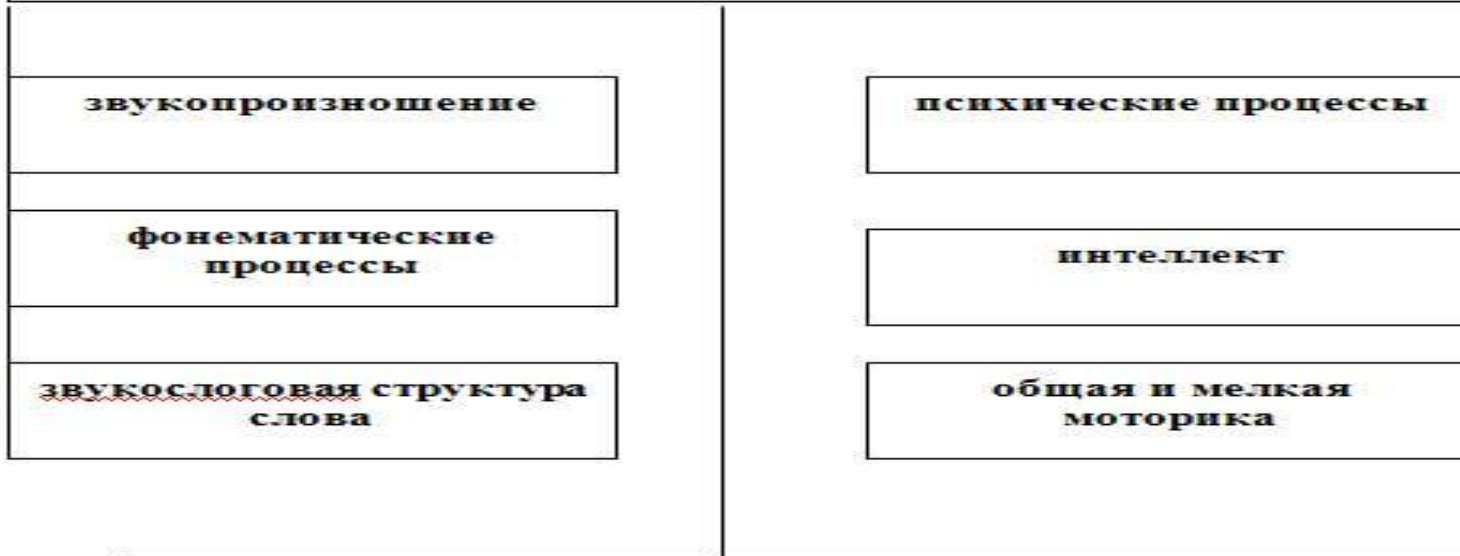 звукопроизношение
фонематические
процессы
звукослоговая структура
слова
психические процессы
интеллект
общая и мелкая
моторика